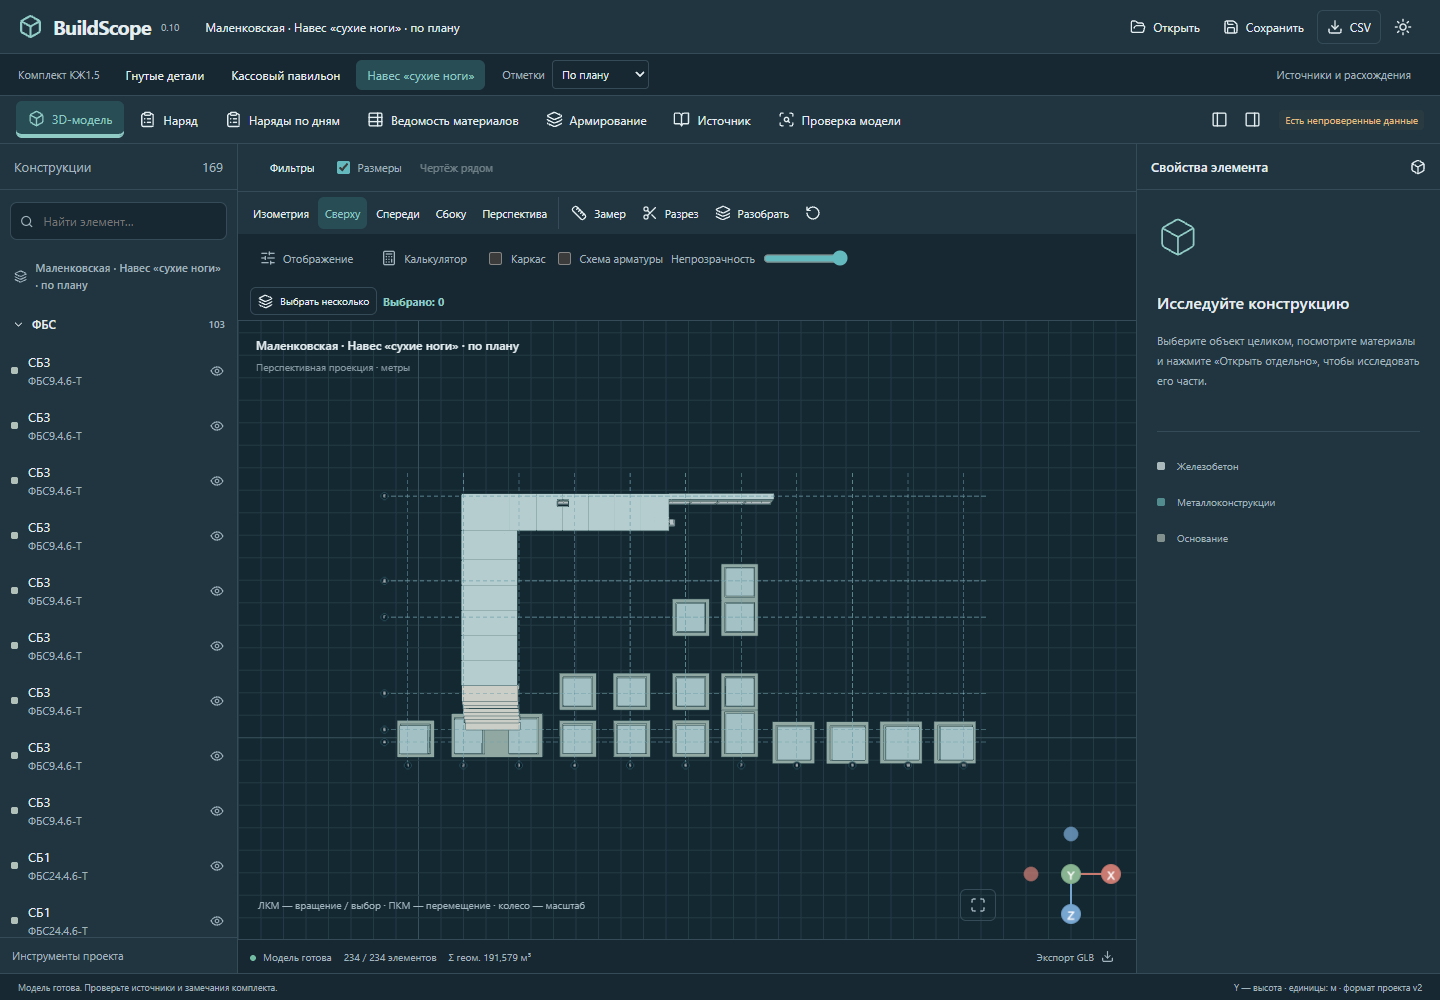 BuildScope 0.10 Маленковская · Навес «сухие ноги» · по плану Открыть Сохранить CSV
Комплект КЖ1.5 Гнутые детали Кассовый павильон Навес «сухие ноги» Отметки По плану Источники и расхождения
3D-модель Наряд Наряды по дням Ведомость материалов Армирование Источник Проверка модели Есть непроверенные данные
Конструкции 169
Найти элемент...
Маленковская · Навес «сухие ноги»
· по плану
ФБС 103
СБ3
ФБС9.4.6-Т
СБ3
ФБС9.4.6-Т
СБ3
ФБС9.4.6-Т
СБ3
ФБС9.4.6-Т
СБ3
ФБС9.4.6-Т
СБ3
ФБС9.4.6-Т
СБ3
ФБС9.4.6-Т
СБ3
ФБС9.4.6-Т
СБ3
ФБС9.4.6-Т
СБ1
ФБС24.4.6-Т
СБ1
ФБС24.4.6-Т
Инструменты проекта
Фильтры Размеры Чертёж рядом
Изометрия Сверху Спереди Сбоку Перспектива Замер Разрез Разобрать
Отображение Калькулятор Каркас Схема арматуры Непрозрачность
Выбрать несколько Выбрано: 0
Маленковская · Навес «сухие ноги» · по плану
Перспективная проекция · метры
Y X
Z
ЛКМ — вращение / выбор · ПКМ — перемещение · колесо — масштаб
Модель готова 234 / 234 элементов Σ геом. 191,579 м³ Экспорт GLB
Свойства элемента
Исследуйте конструкцию
Выберите объект целиком, посмотрите материалы
и нажмите «Открыть отдельно», чтобы исследовать
его части.
Железобетон
Металлоконструкции
Основание
Модель готова. Проверьте источники и замечания комплекта. Y — высота · единицы: м · формат проекта v2